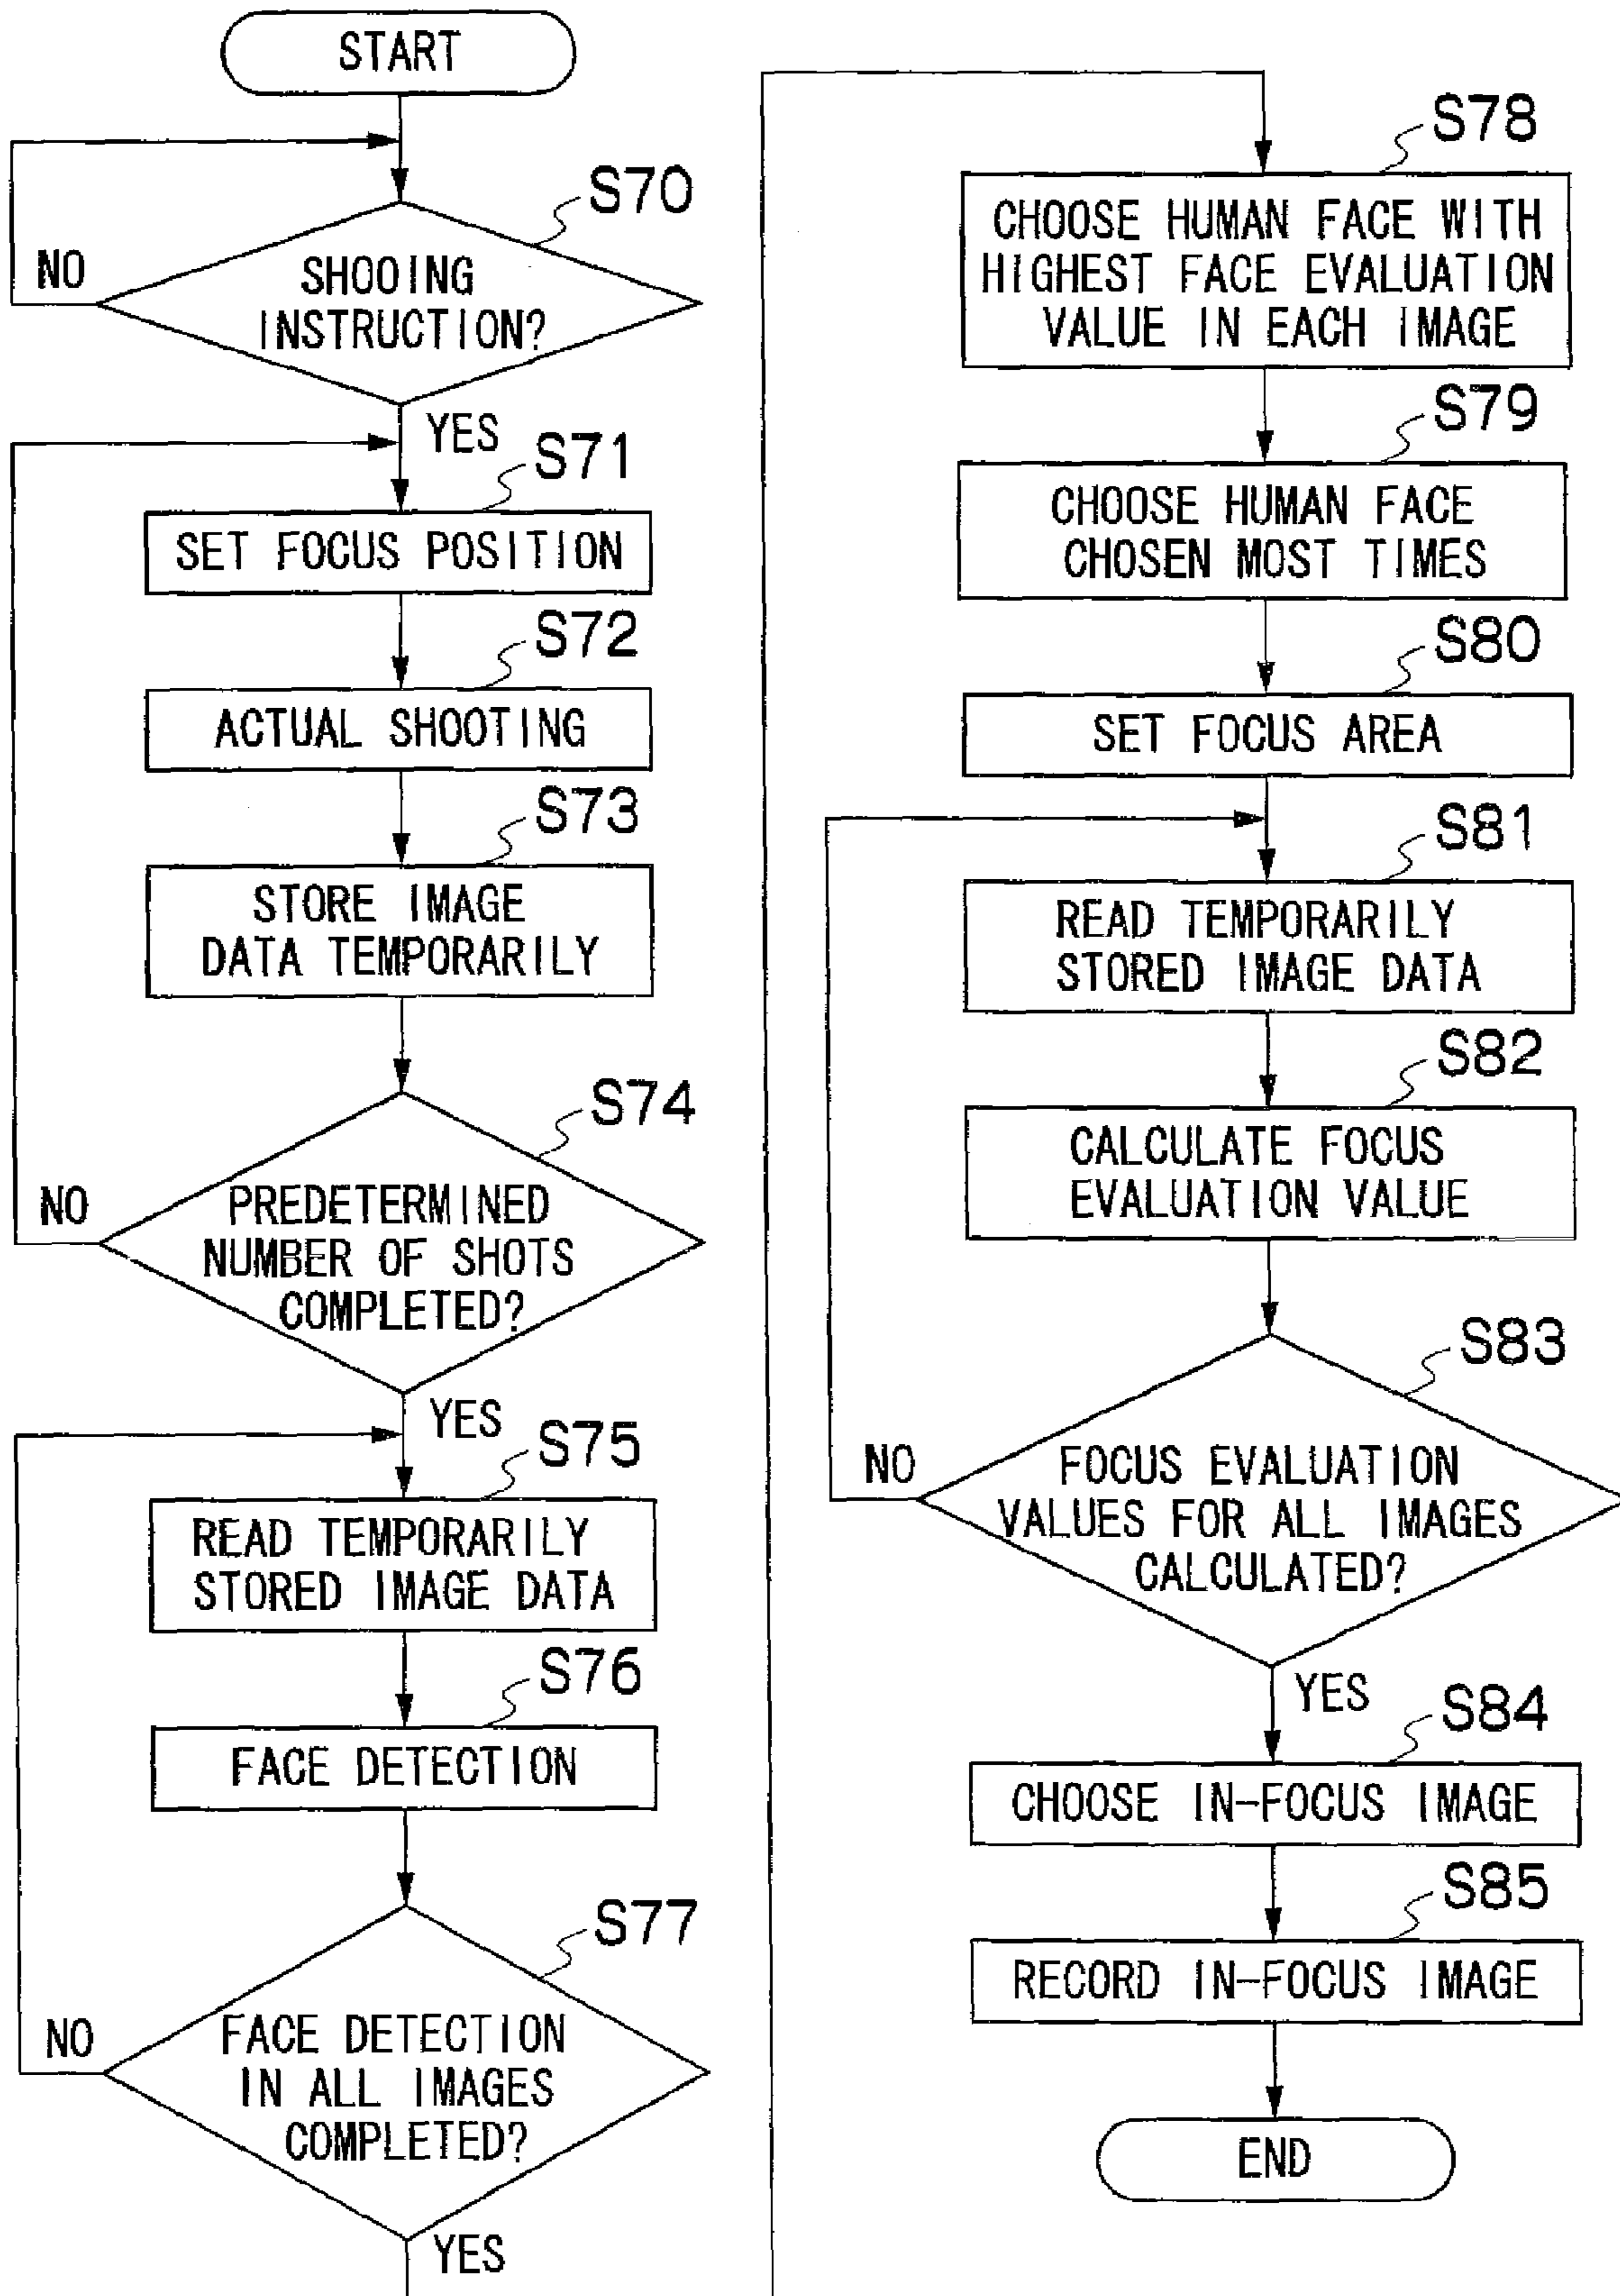 START
S70
SHOOING
INSTRUCTION?
NO
YES
S71
SET FOCUS POSITION
S72
ACTUAL SHOOTING
S73
STORE IMAGE
DATA TEMPORARILY
S74
PREDETERMINED
NUMBER OF SHOTS
COMPLETED?
NO
YES
S75
READ TEMPORARILY
STORED IMAGE DATA
S76
FACE DETECTION
S77
FACE DETECTION
IN ALL IMAGES
COMPLETED?
NO
YES
S78
CHOOSE HUMAN FACE WITH
HIGHEST FACE EVALUATION
VALUE IN EACH IMAGE
S79
CHOOSE HUMAN FACE
CHOSEN MOST TIMES
S80
SET FOCUS AREA
S81
READ TEMPORARILY
STORED IMAGE DATA
S82
CALCULATE FOCUS
EVALUATION VALUE
S83
FOCUS EVALUATION
VALUES FOR ALL IMAGES
CALCULATED?
NO
YES
S84
CHOOSE IN-FOCUS IMAGE
S85
RECORD IN-FOCUS IMAGE
END